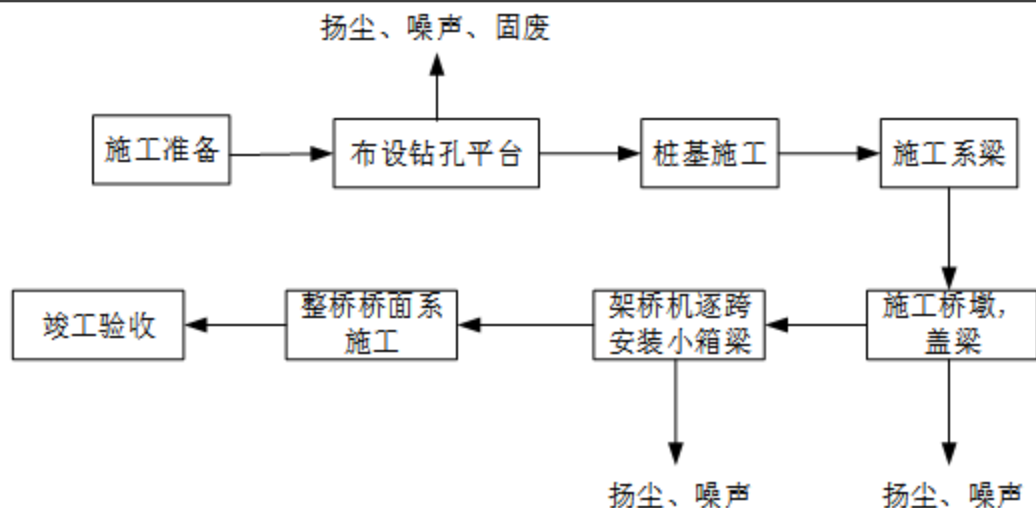 扬尘、噪声、固废
施工准备
布设钻孔平台
桩基施工
施工系梁
施工桥墩，
盖梁
架桥机逐跨
安装小箱梁
整桥桥面系
施工
竣工验收
扬尘、噪声
扬尘、噪声